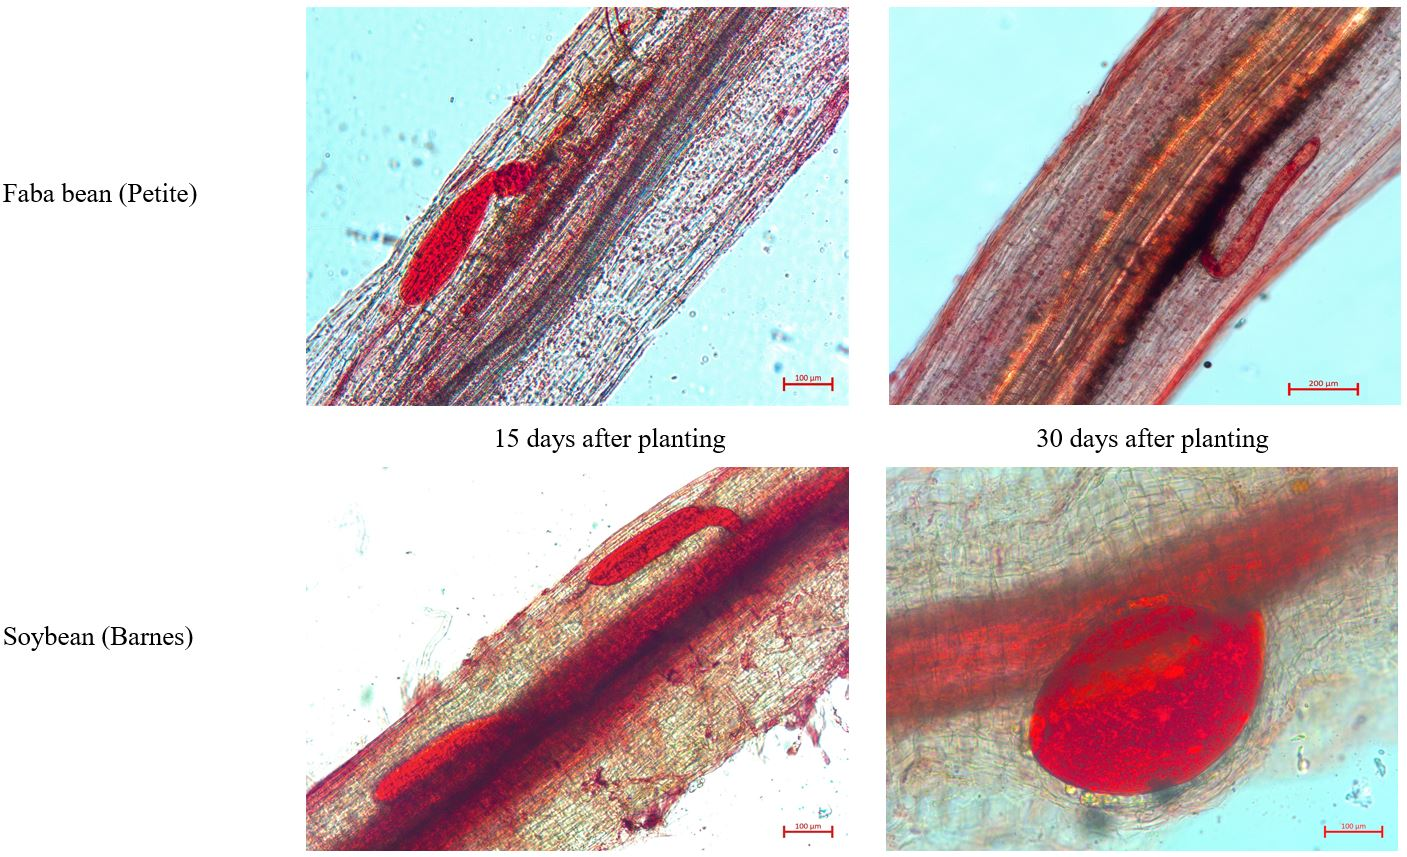 Faba bean (Petite)
100 µm
200 µm
15 days after planting
30 days after planting
Soybean (Barnes)
100 µm
100 µm